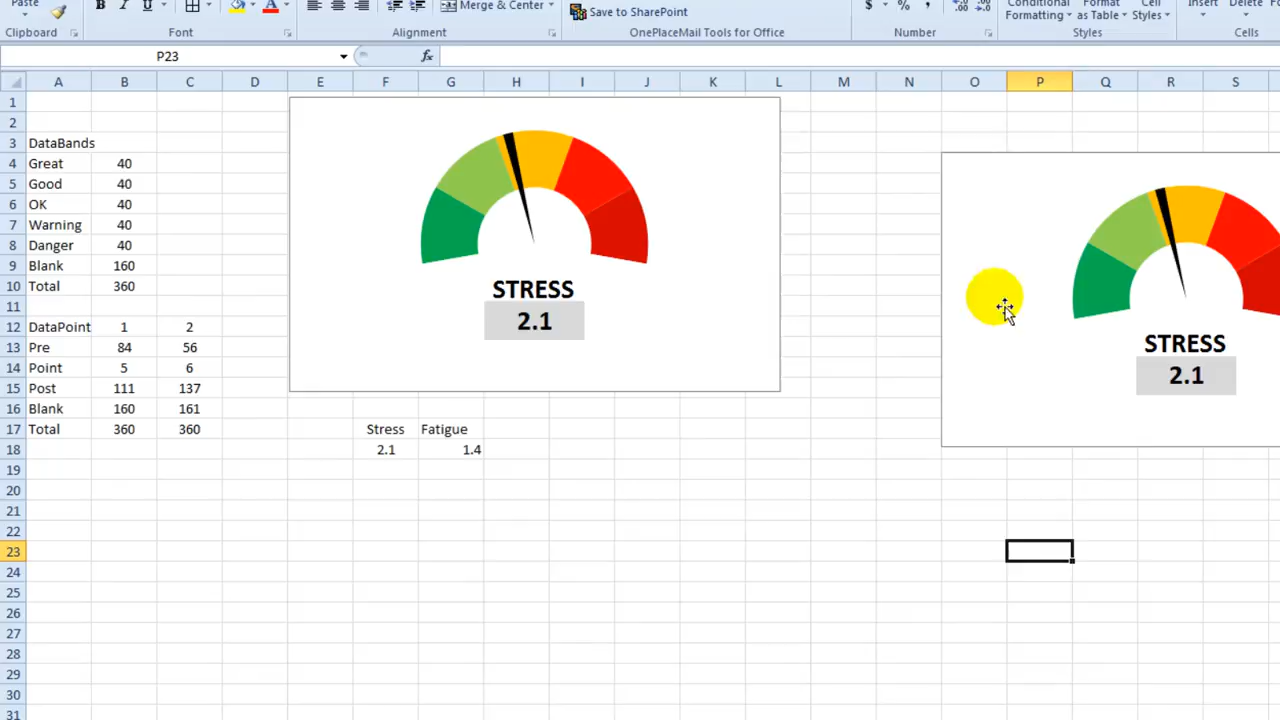 Paste
B I U A
Merge & Center
Save to SharePoint
$ % ,
Conditional Format Cell Insert Delete
Formatting as Table Styles
Clipboard Font Alignment OnePlaceMail Tools for Office Number Styles Cells
P23 fx
A B C D E F G H I J K L M N O P Q R S
1
2
3 DataBands
4 Great 40
5 Good 40
6 OK 40
7 Warning 40
8 Danger 40
9 Blank 160
10 Total 360
11
12 DataPoint 1 2
13 Pre 84 56
14 Point 5 6
15 Post 111 137
16 Blank 160 161
17 Total 360 360 Stress Fatigue
18 2.1 1.4
19
20
21
22
23
24
25
26
27
28
29
30
31
STRESS
2.1
STRESS
2.1